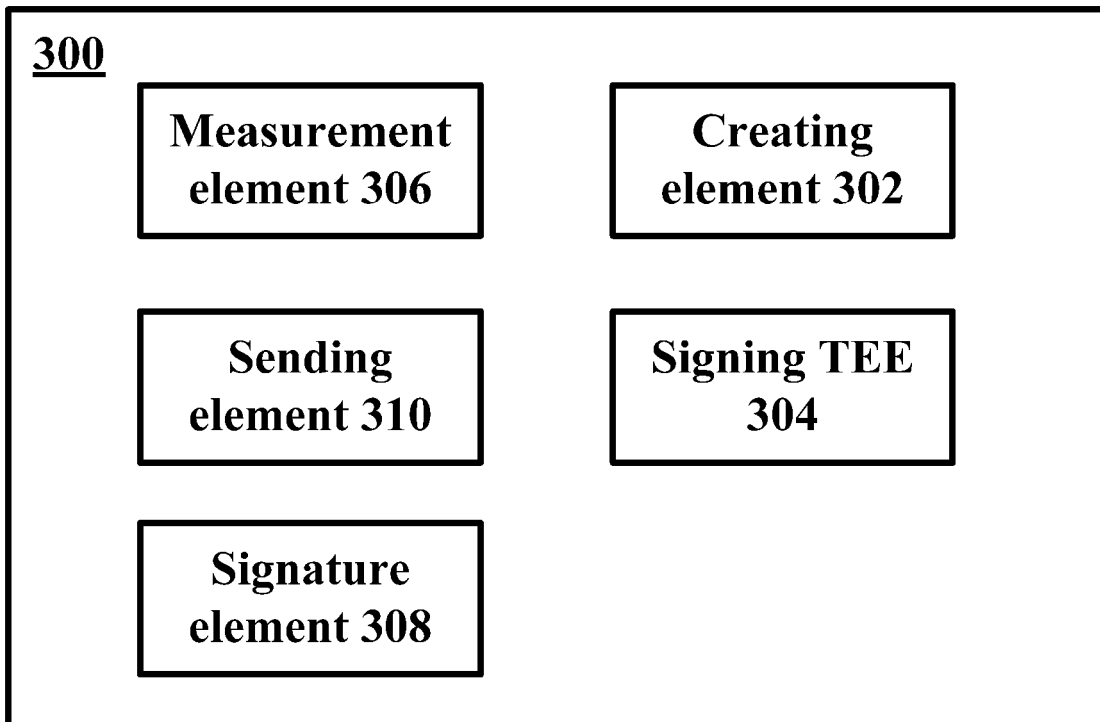 300
Measurement
element 306
Creating
element 302
Sending
element 310
Signing TEE
304
Signature
element 308